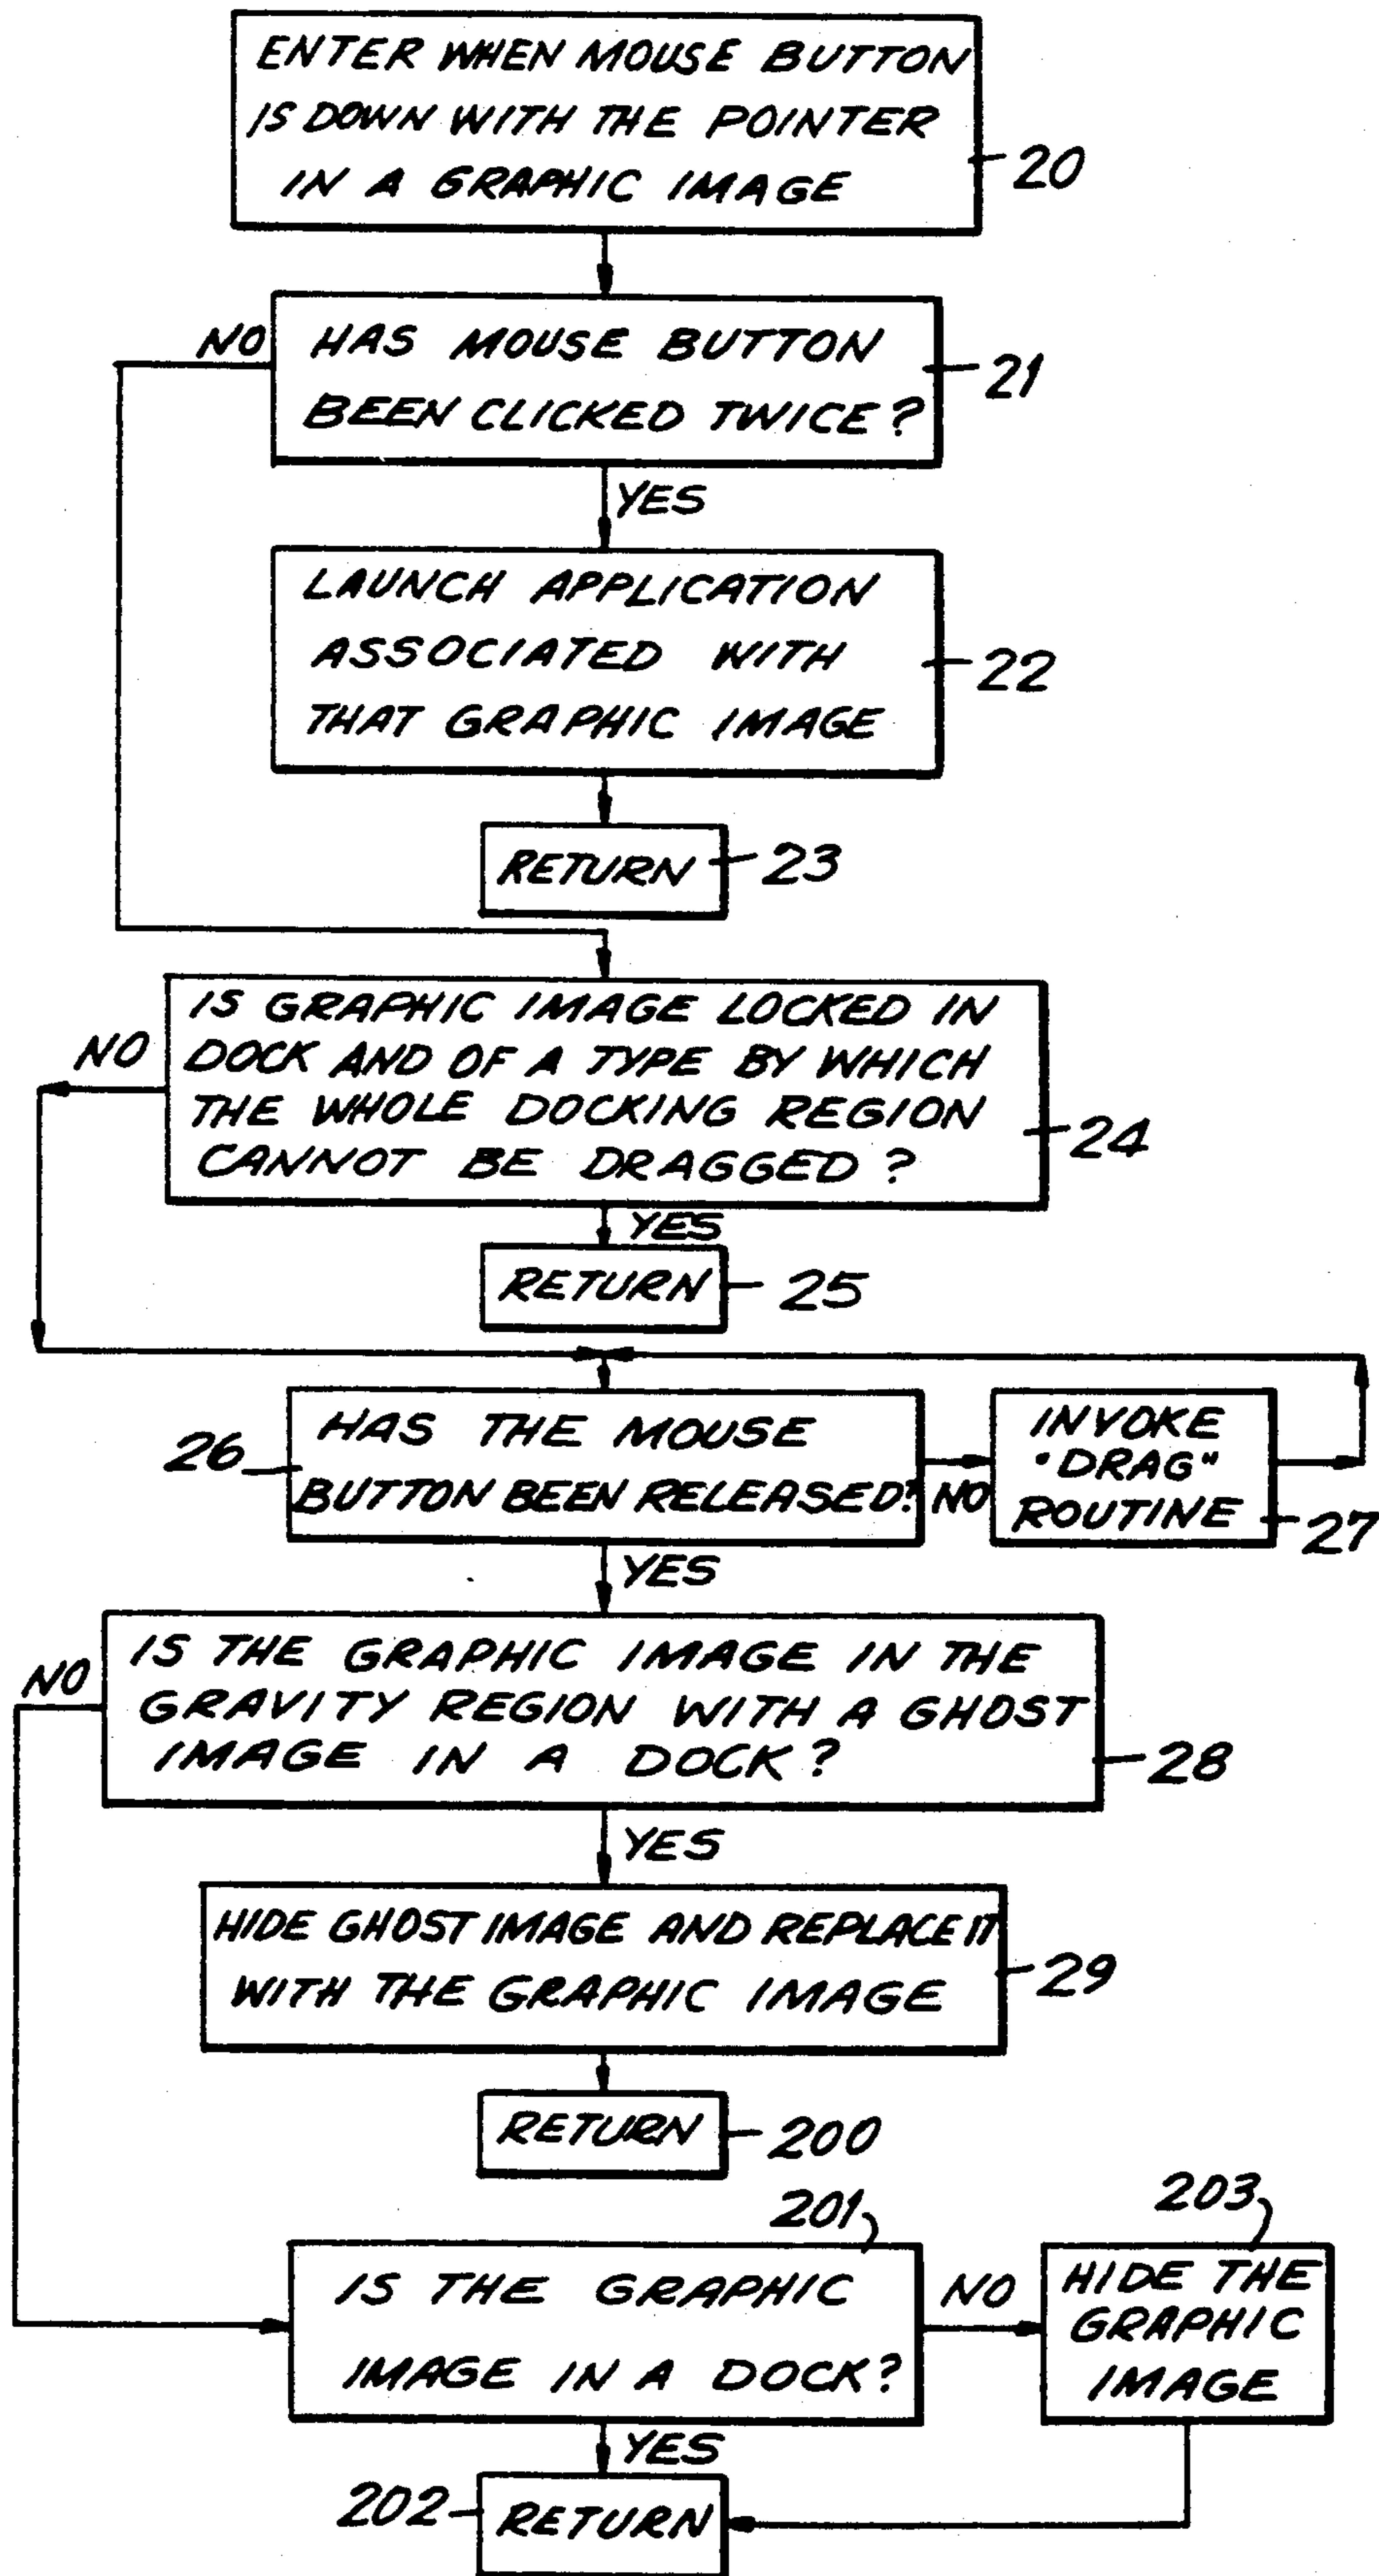 ENTER WHEN MOUSE BUTTON
IS DOWN WITH THE POINTER
IN A GRAPHIC IMAGE
20
NO
HAS MOUSE BUTTON
BEEN CLICKED TWICE?
21
YES
LAUNCH APPLICATION
ASSOCIATED WITH
THAT GRAPHIC IMAGE
22
RETURN
23
NO
IS GRAPHIC IMAGE LOCKED IN
DOCK AND OF A TYPE BY WHICH
THE WHOLE DOCKING REGION
CANNOT BE DRAGGED?
24
YES
RETURN
25
26
HAS THE MOUSE
BUTTON BEEN RELEASED?
NO
INVOKE
"DRAG"
ROUTINE
27
YES
NO
IS THE GRAPHIC IMAGE IN THE
GRAVITY REGION WITH A GHOST
IMAGE IN A DOCK?
28
YES
HIDE GHOST IMAGE AND REPLACE IT
WITH THE GRAPHIC IMAGE
29
RETURN
200
201
IS THE GRAPHIC
IMAGE IN A DOCK?
NO
203
HIDE THE
GRAPHIC
IMAGE
YES
202
RETURN